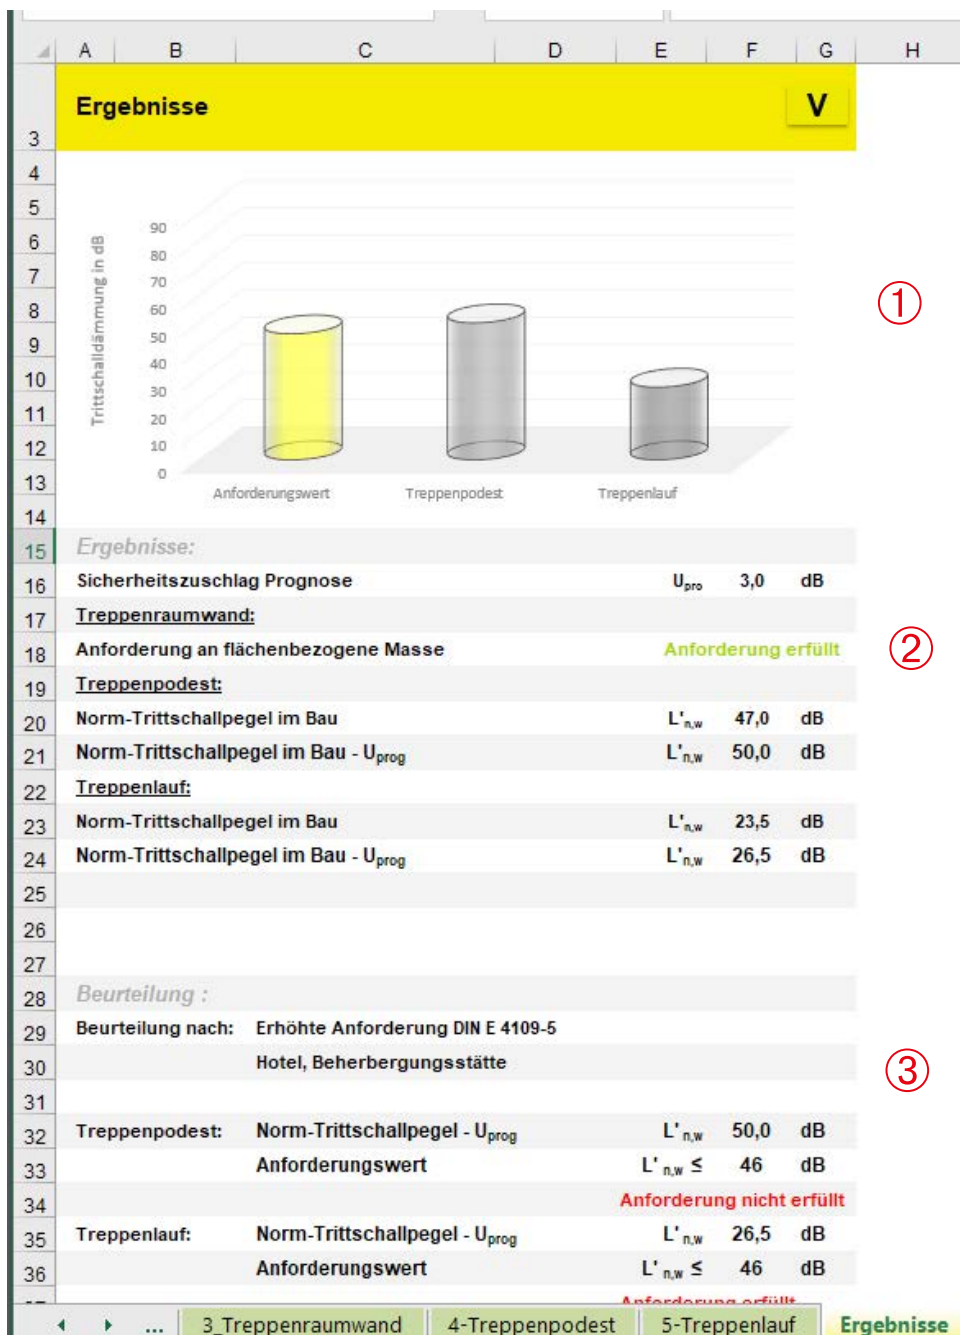 A B C D E F G H
3 Ergebnisse V
4
5
6
7
8
9
10
11
12
13
14
Trittschalldämmung in dB
90
80
70
60
50
40
30
20
10
0
Anforderungswert Treppenpodest Treppenlauf
①
15 Ergebnisse:
16 Sicherheitszuschlag Prognose Upro 3,0 dB
17 Treppenraumwand:
18 Anforderung an flächenbezogene Masse Anforderung erfüllt
②
19 Treppenpodest:
20 Norm-Trittschallpegel im Bau L'n,w 47,0 dB
21 Norm-Trittschallpegel im Bau - Uprog L'n,w 50,0 dB
22 Treppenlauf:
23 Norm-Trittschallpegel im Bau L'n,w 23,5 dB
24 Norm-Trittschallpegel im Bau - Uprog L'n,w 26,5 dB
25
26
27
28 Beurteilung :
29 Beurteilung nach: Erhöhte Anforderung DIN E 4109-5
30 Hotel, Beherbergungsstätte
③
31
32 Treppenpodest: Norm-Trittschallpegel - Uprog L' n,w 50,0 dB
33 Anforderungswert L' n,w ≤ 46 dB
34 Anforderung nicht erfüllt
35 Treppenlauf: Norm-Trittschallpegel - Uprog L' n,w 26,5 dB
36 Anforderungswert L' n,w ≤ 46 dB
Anforderung erfüllt
... 3_Treppenraumwand 4-Treppenpodest 5-Treppenlauf Ergebnisse